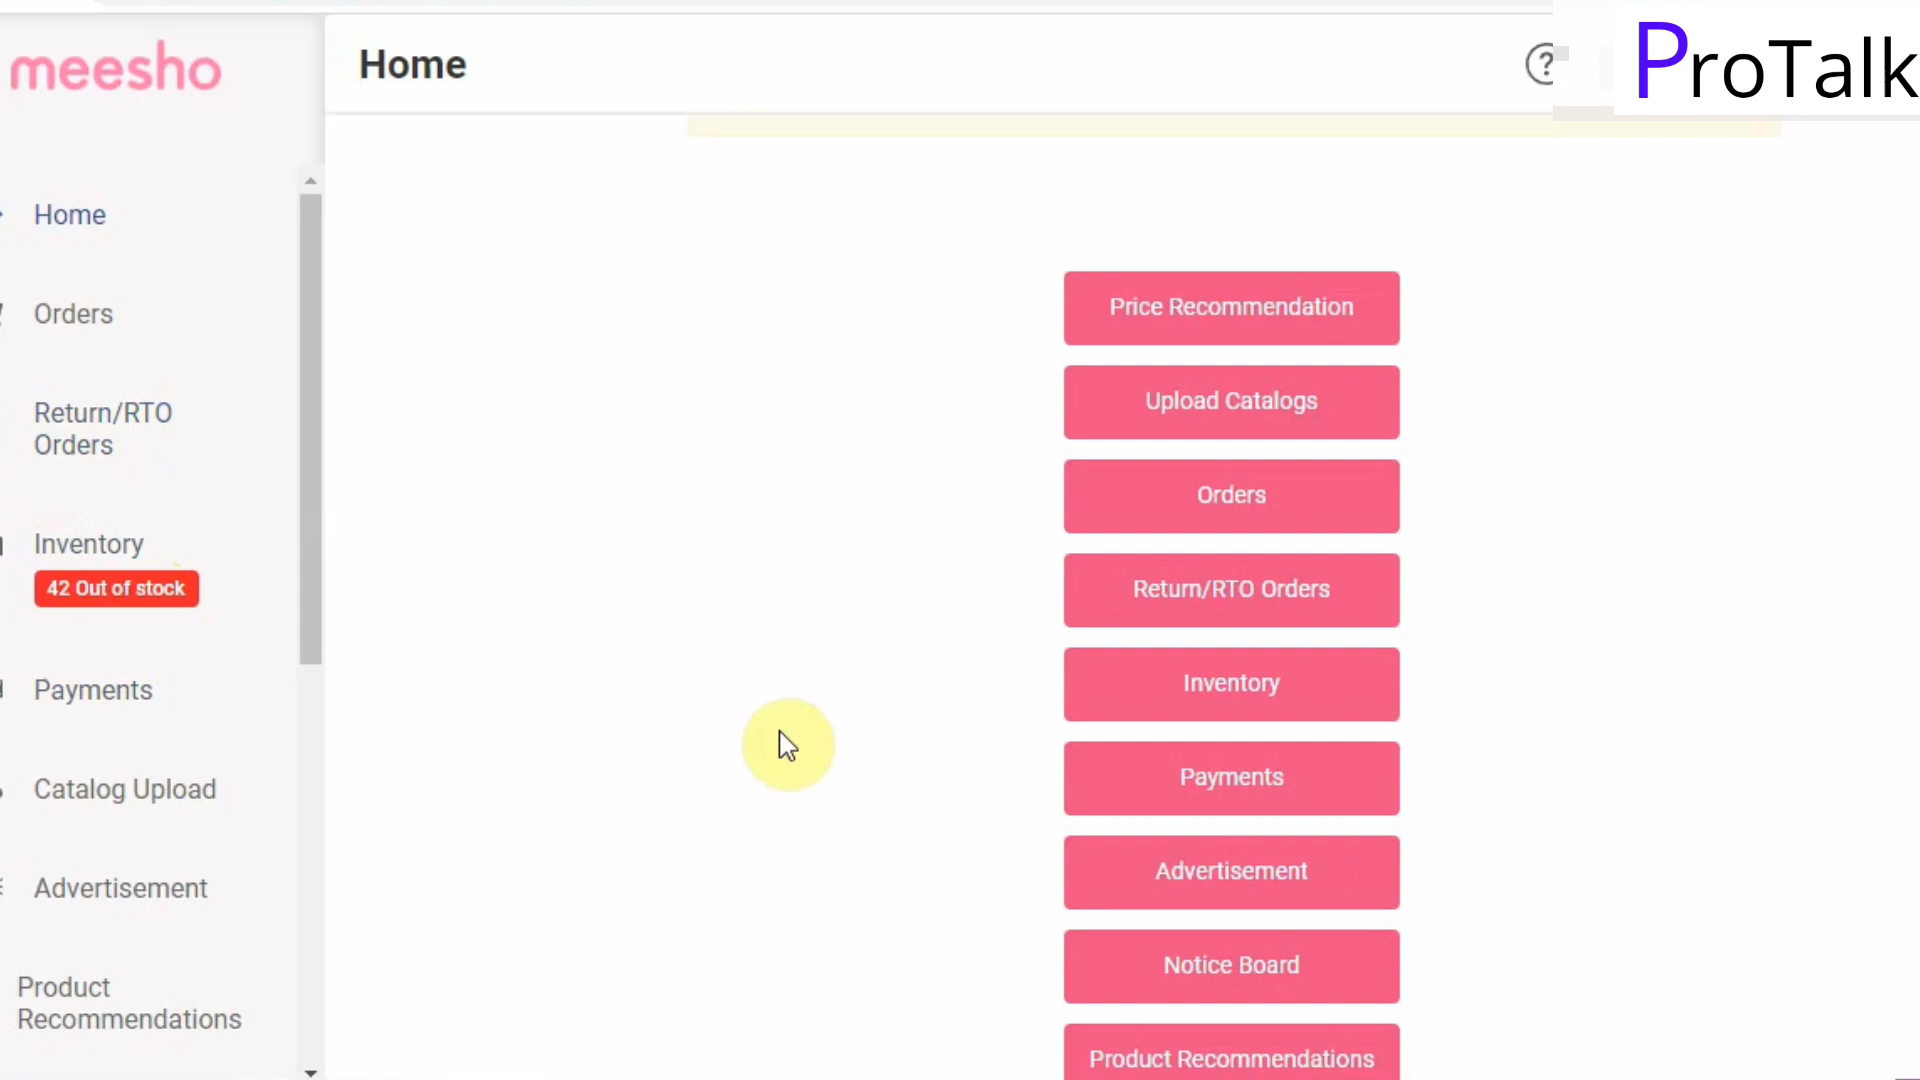 meesho
Home
ProTalk
Home
Orders
Return/RTO
Orders
Inventory
42 Out of stock
Payments
Catalog Upload
Advertisement
Product
Recommendations
Price Recommendation
Upload Catalogs
Orders
Return/RTO Orders
Inventory
Payments
Advertisement
Notice Board
Product Recommendations